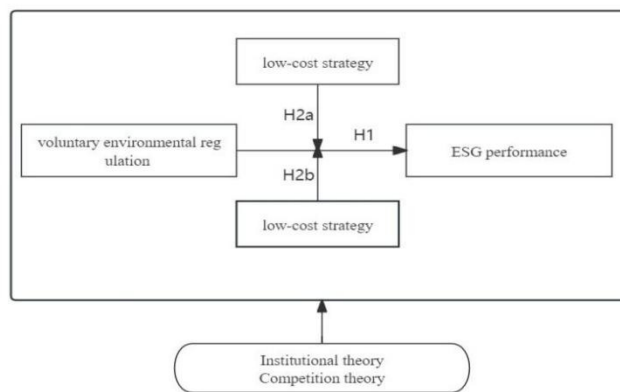 low-cost strategy
H2a
H1
voluntary environmental reg
ulation
ESG performance
H2b
low-cost strategy
Institutional theory
Competition theory